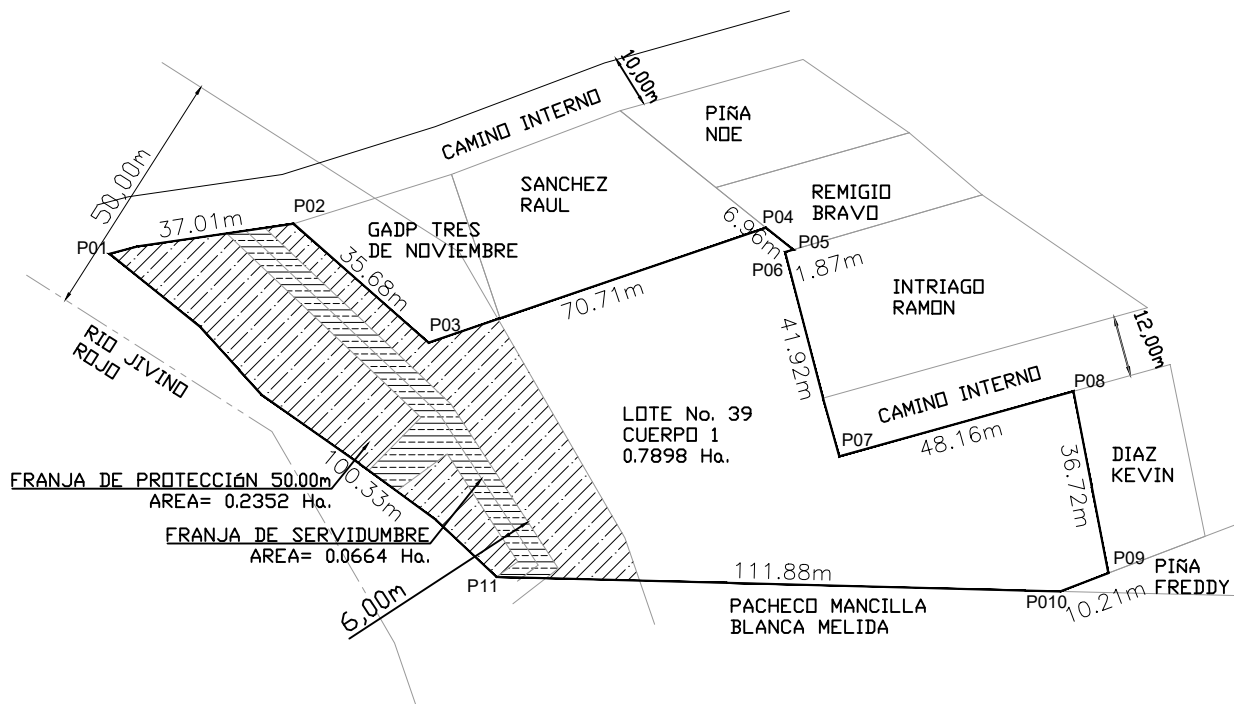 10,00m
PIÑA
NOE
CAMINO INTERNO
50,00m
SANCHEZ
RAUL
REMIGIO
BRAVO
37.01m
P02
P04
6.96m
P01
GADP TRES
DE NOVIEMBRE
P05
P06
1.87m
35.68m
70.71m
INTRIAGO
RAMON
P03
RIO JIVINO
ROJO
41.92m
12,00m
CAMINO INTERNO
P08
LOTE No. 39
CUERPO 1
0.7898 Ha.
P07
48.16m
36.72m
DIAZ
KEVIN
100.33m
FRANJA DE PROTECCIóN 50.00m
AREA= 0.2352 Ha.
FRANJA DE SERVIDUMBRE
AREA= 0.0664 Ha.
P09
PIÑA
FREDDY
P11
111.88m
6,00m
P010
10.21m
PACHECO MANCILLA
BLANCA MELIDA